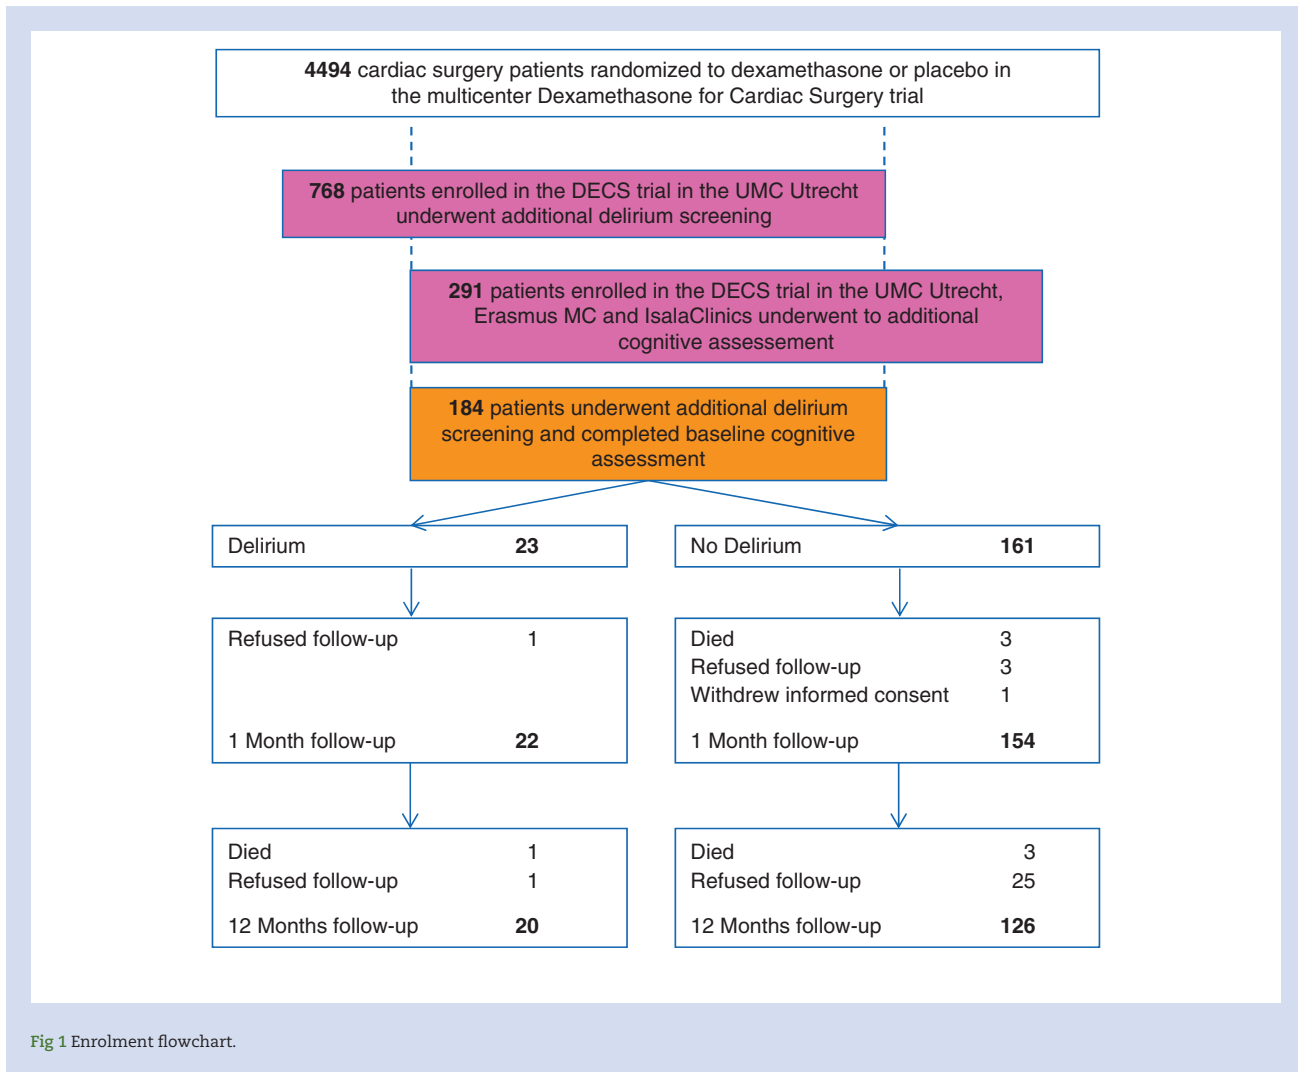 4494 cardiac surgery patients randomized to dexamethasone or placebo in
the multicenter Dexamethasone for Cardiac Surgery trial
768 patients enrolled in the DECS trial in the UMC Utrecht
underwent additional delirium screening
291 patients enrolled in the DECS trial in the UMC Utrecht,
Erasmus MC and IsalaClinics underwent to additional
cognitive assessement
184 patients underwent additional delirium
screening and completed baseline cognitive
assessment
Delirium 23
No Delirium 161
Refused follow-up 1
1 Month follow-up 22
Died 3
Refused follow-up 3
Withdrew informed consent 1
1 Month follow-up 154
Died 1
Refused follow-up 1
12 Months follow-up 20
Died 3
Refused follow-up 25
12 Months follow-up 126
Fig 1 Enrolment flowchart.